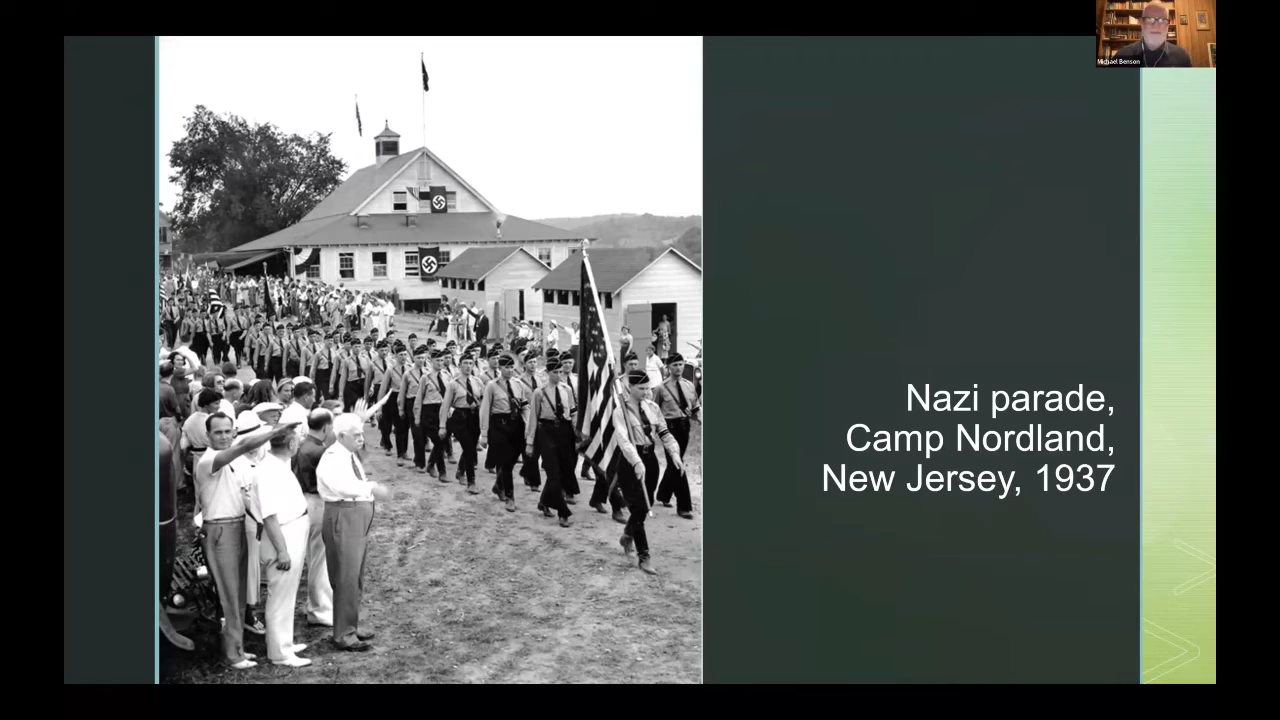 Michael Benson
Nazi parade,
Camp Nordland,
New Jersey, 1937